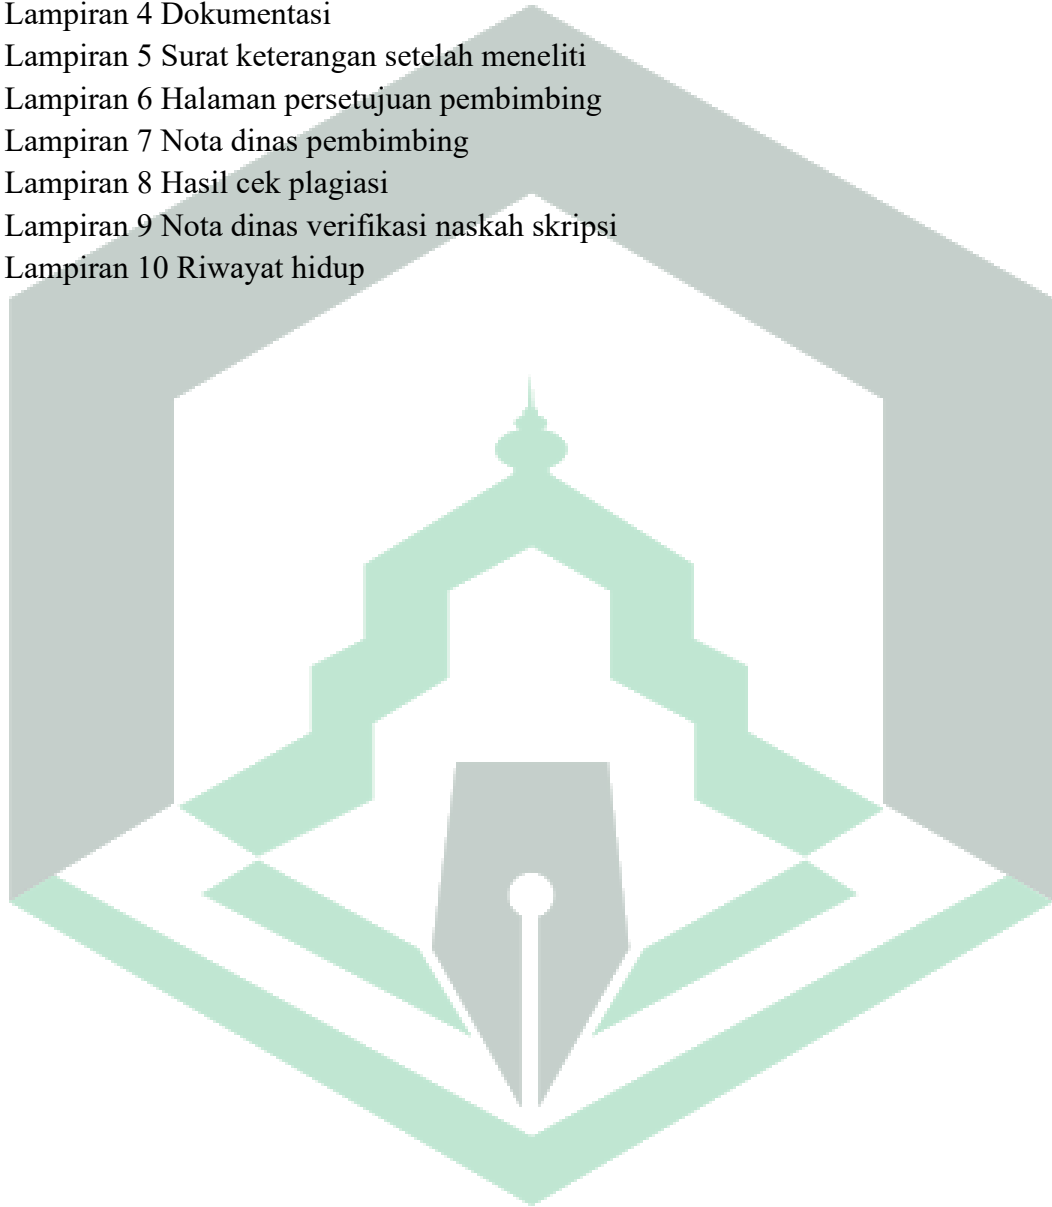 Lampiran 4 Dokumentasi
Lampiran 5 Surat keterangan setelah meneliti
Lampiran 6 Halaman persetujuan pembimbing
Lampiran 7 Nota dinas pembimbing
Lampiran 8 Hasil cek plagiasi
Lampiran 9 Nota dinas verifikasi naskah skripsi
Lampiran 10 Riwayat hidup